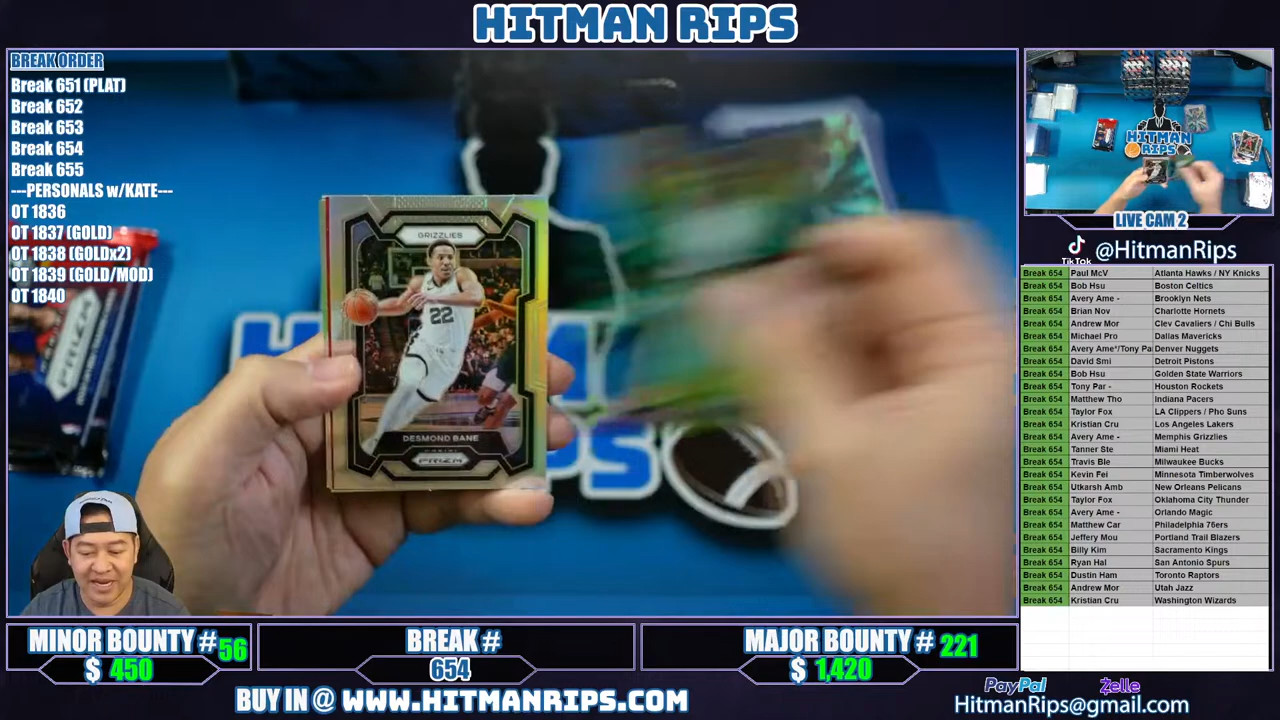 HITMAN RIPS
BREAK ORDER
Break 651 (PLAT)
Break 652
Break 653
Break 654
Break 655
---PERSONALS w/KATE---
OT 1836
OT 1837 (GOLD)
OT 1838 (GOLDx2)
OT 1839 (GOLD/MOD)
OT 1840
PRIZM
GRIZZLIES
22
DESMOND BANE
PANINI
PRIZM
HITMAN
RIPS
LIVE CAM 2
TikTok
@HitmanRips
Break 654 Paul McV Atlanta Hawks / NY Knicks
Break 654 Bob Hsu Boston Celtics
Break 654 Avery Ame - Brooklyn Nets
Break 654 Brian Nov Charlotte Hornets
Break 654 Andrew Mor Clev Cavaliers / Chi Bulls
Break 654 Michael Pro Dallas Mavericks
Break 654 Avery Ame*/Tony Pa Denver Nuggets
Break 654 David Smi Detroit Pistons
Break 654 Bob Hsu Golden State Warriors
Break 654 Tony Par - Houston Rockets
Break 654 Matthew Tho Indiana Pacers
Break 654 Taylor Fox LA Clippers / Pho Suns
Break 654 Kristian Cru Los Angeles Lakers
Break 654 Avery Ame - Memphis Grizzlies
Break 654 Tanner Ste Miami Heat
Break 654 Travis Ble Milwaukee Bucks
Break 654 Kevin Fei Minnesota Timberwolves
Break 654 Utkarsh Amb New Orleans Pelicans
Break 654 Taylor Fox Oklahoma City Thunder
Break 654 Avery Ame - Orlando Magic
Break 654 Matthew Car Philadelphia 76ers
Break 654 Jeffery Mou Portland Trail Blazers
Break 654 Billy Kim Sacramento Kings
Break 654 Ryan Hal San Antonio Spurs
Break 654 Dustin Ham Toronto Raptors
Break 654 Andrew Mor Utah Jazz
Break 654 Kristian Cru Washington Wizards
MINOR BOUNTY # 56
$ 450
BREAK #
654
MAJOR BOUNTY # 221
$ 1,420
BUY IN @ WWW.HITMANRIPS.COM
PayPal Zelle
HitmanRips@gmail.com